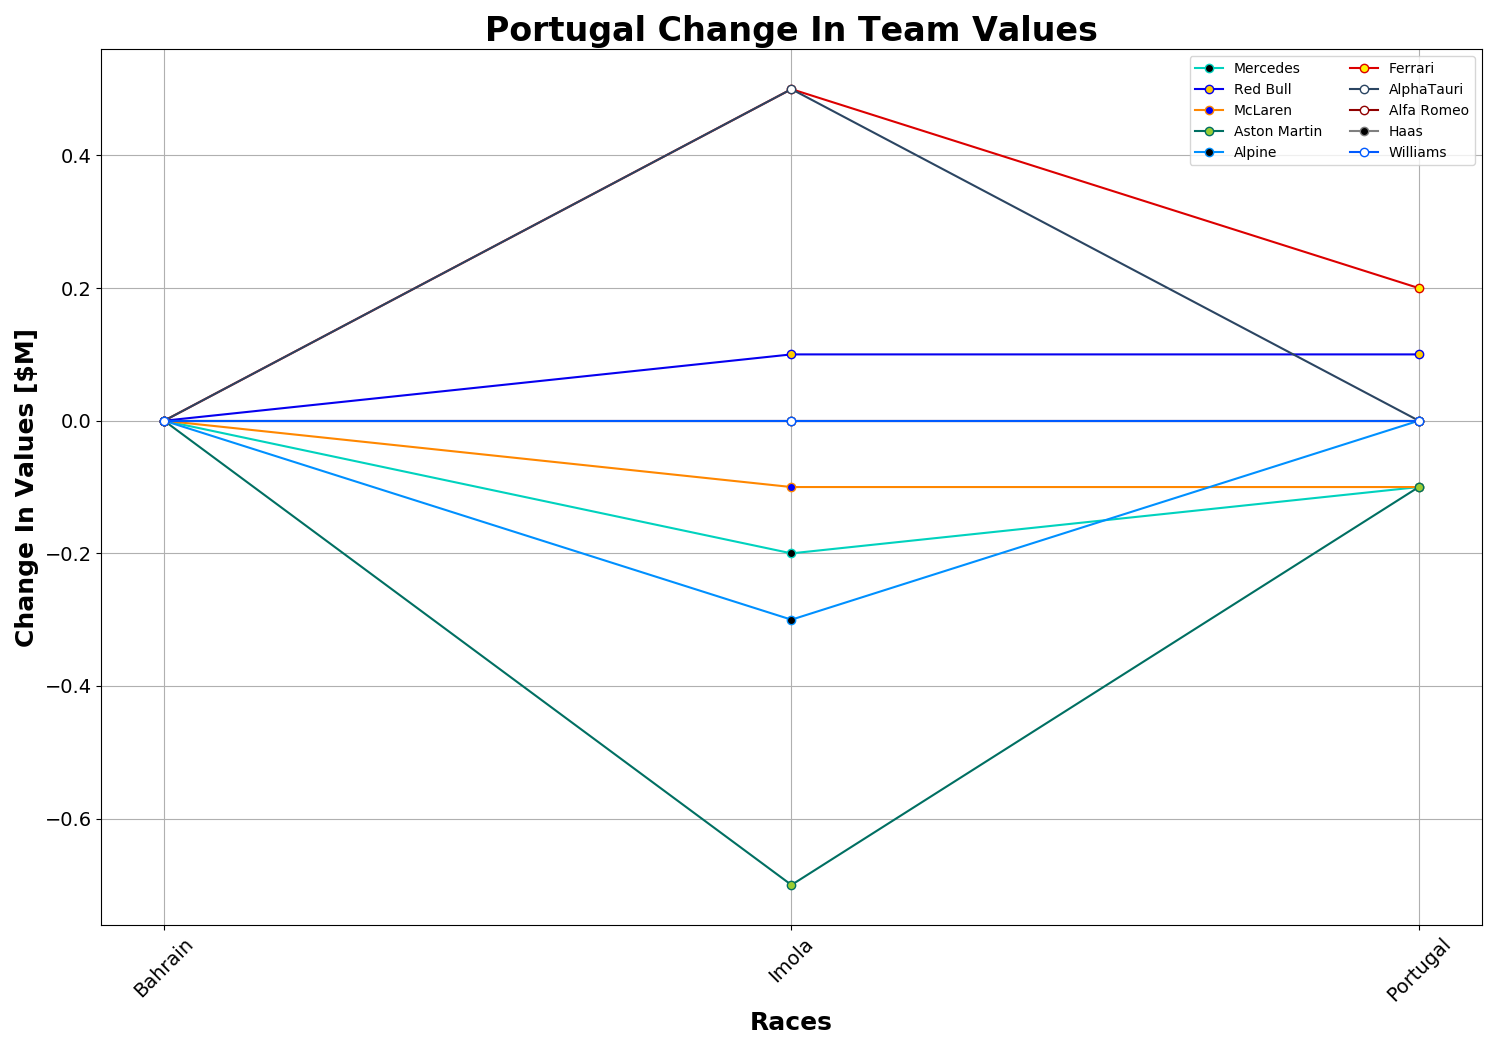 Portugal Change In Team Values
Mercedes
Red Bull
McLaren
Aston Martin
Alpine
Ferrari
AlphaTauri
Alfa Romeo
Haas
Williams
Change In Values [$M]
0.4
0.2
0.0
−0.2
−0.4
−0.6
Bahrain
Imola
Portugal
Races